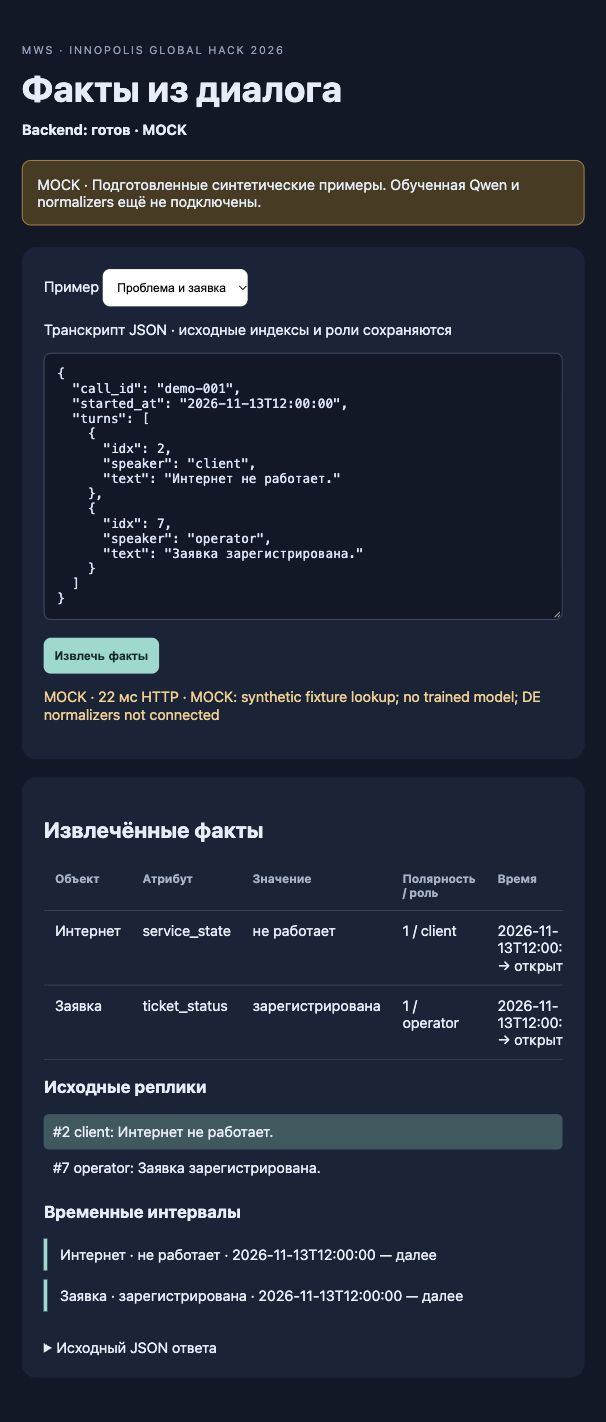 MWS · INNOPOLIS GLOBAL HACK 2026
Факты из диалога
Backend: готов · МОСК
МОСК · Подготовленные синтетические примеры. Обученная Qwen и
normalizers ещё не подключены.
Пример Проблема и заявка
Транскрипт JSON · исходные индексы и роли сохраняются
{
  "call_id": "demo-001",
  "started_at": "2026-11-13T12:00:00",
  "turns": [
    {
      "idx": 2,
      "speaker": "client",
      "text": "Интернет не работает."
    },
    {
      "idx": 7,
      "speaker": "operator",
      "text": "Заявка зарегистрирована."
    }
  ]
}
Извлечь факты
MOCK · 22 мс HTTP · MOCK: synthetic fixture lookup; no trained model; DE
normalizers not connected
Извлечённые факты
Объект Атрибут Значение Полярность / роль Время
Интернет service_state не работает 1 / client 2026-11-
13T12:00:
→ открыт
Заявка ticket_status зарегистрирована 1 / operator 2026-11-
13T12:00:
→ открыт
Исходные реплики
#2 client: Интернет не работает.
#7 operator: Заявка зарегистрирована.
Временные интервалы
Интернет · не работает · 2026-11-13T12:00:00 — далее
Заявка · зарегистрирована · 2026-11-13T12:00:00 — далее
▶ Исходный JSON ответа